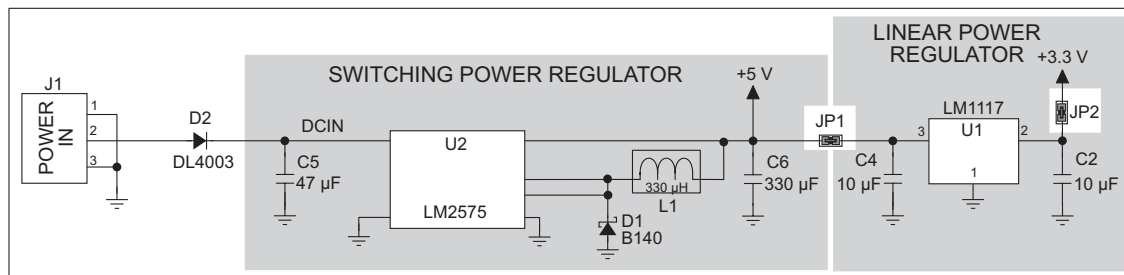 LINEAR POWER
REGULATOR
SWITCHING POWER REGULATOR
+3.3 V
+5 V
J1
POWER
IN
1
2
3
D2
DL4003
DCIN
C5
47 µF
U2
LM2575
330 µH
L1
D1
B140
C6
330 µF
JP1
C4
10 µF
LM1117
3
U1
2
1
JP2
C2
10 µF